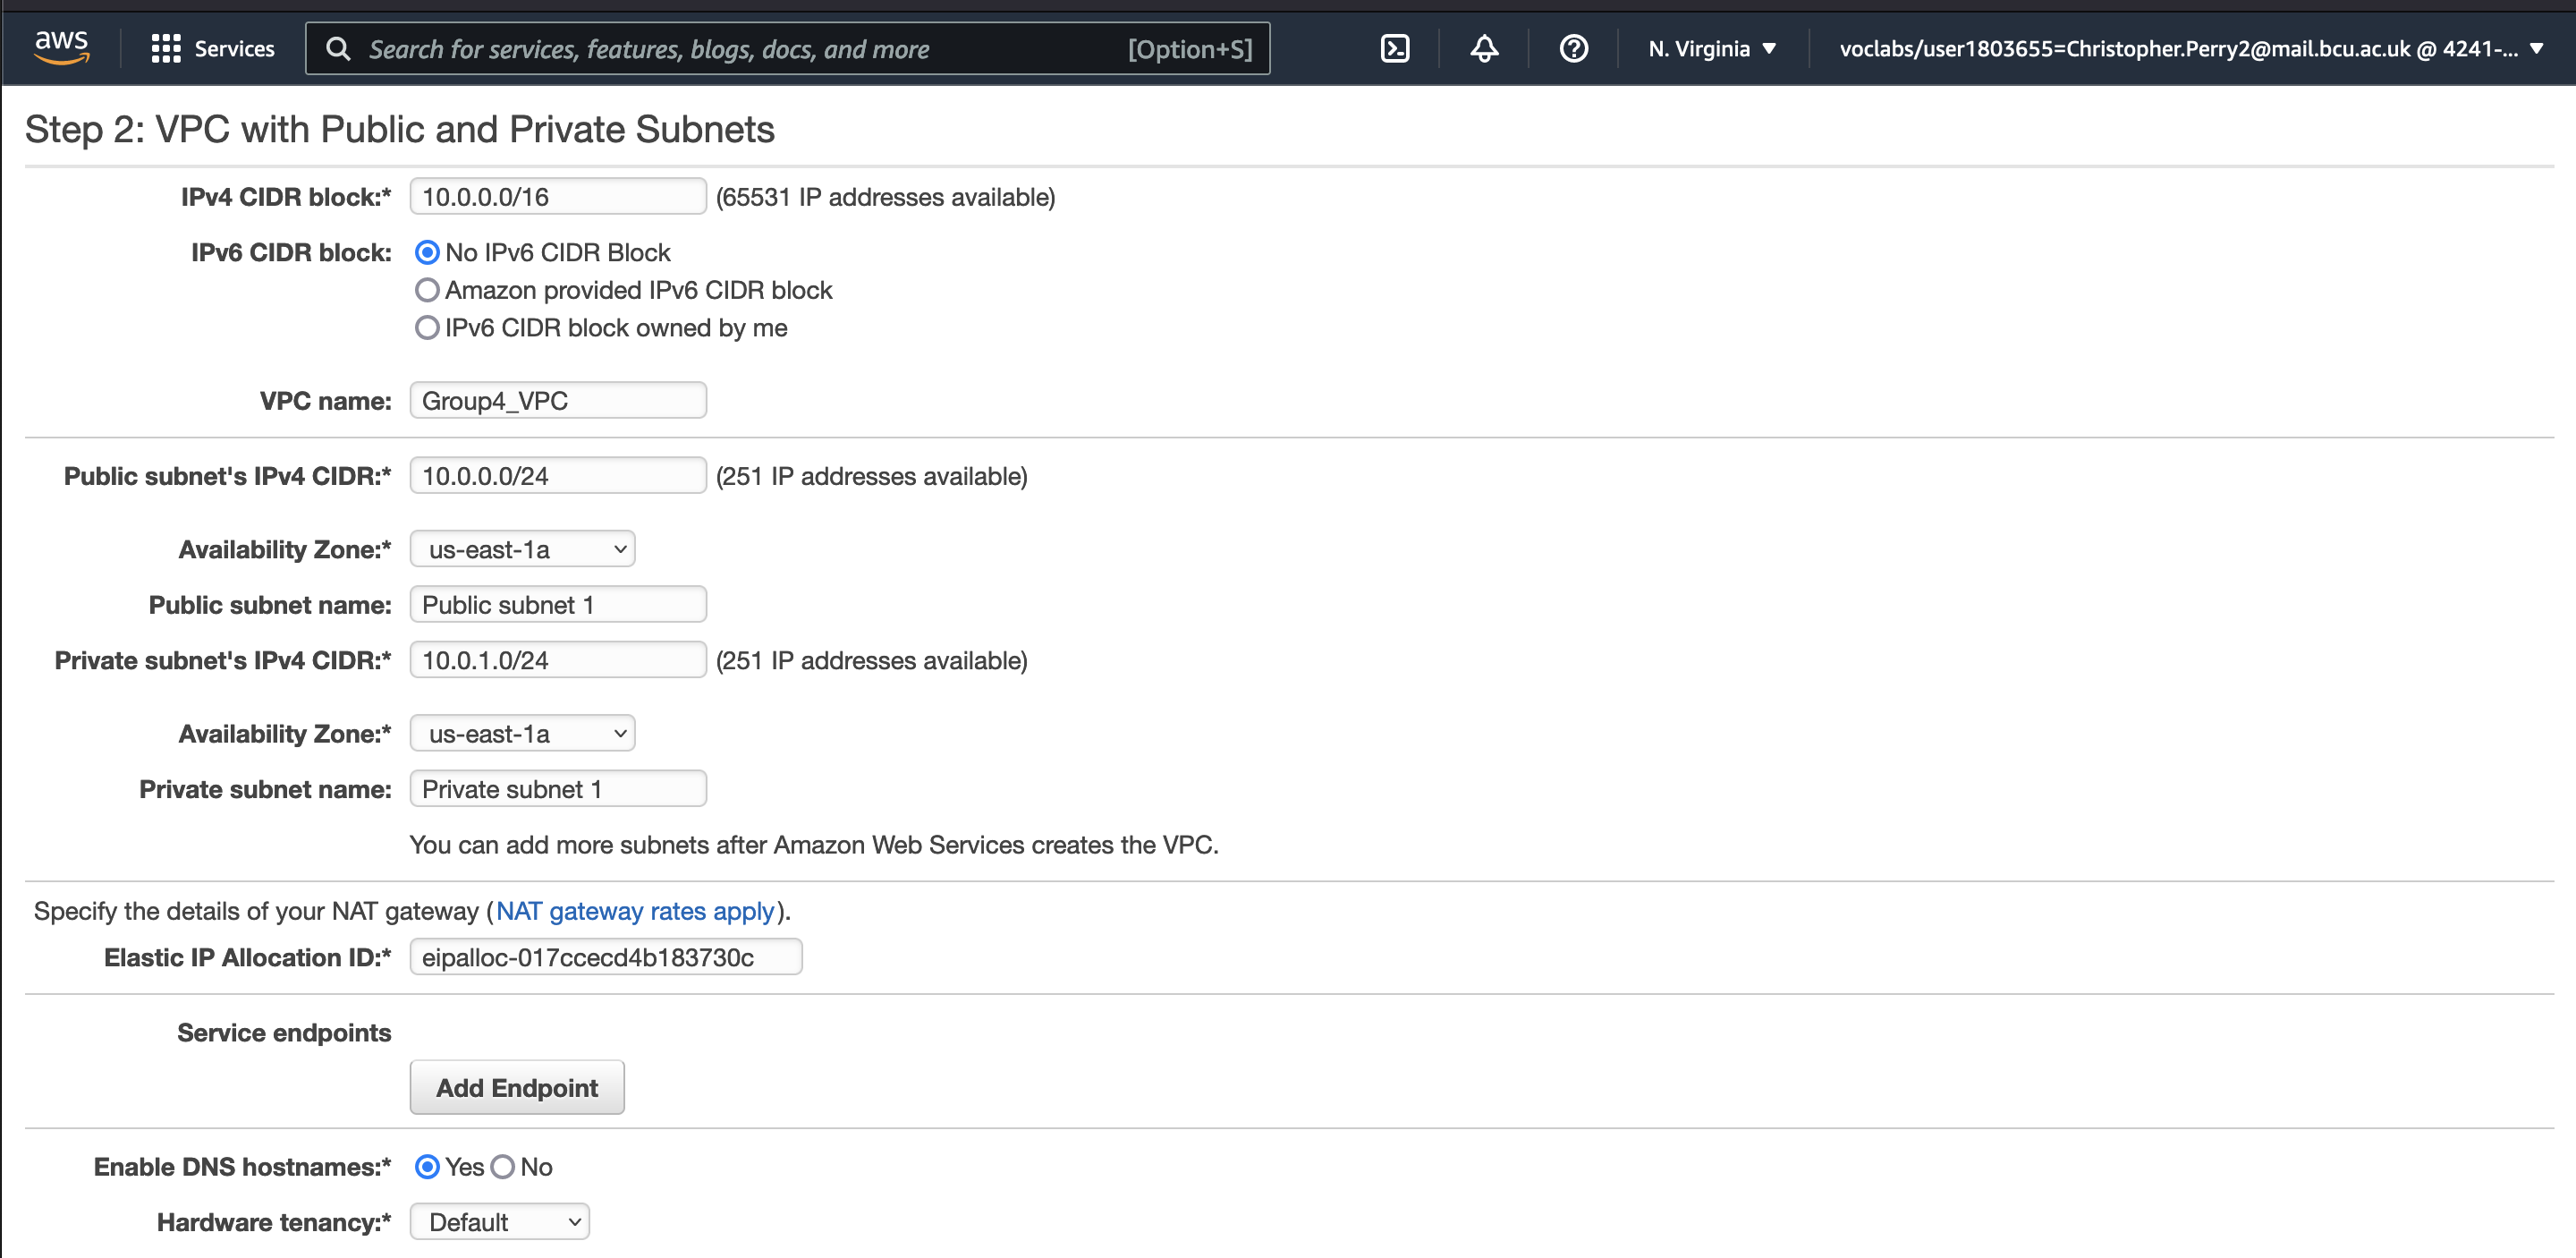 aws Services Search for services, features, blogs, docs, and more [Option+S] N. Virginia ▼ voclabs/user1803655=Christopher.Perry2@mail.bcu.ac.uk @ 4241-... ▼
Step 2: VPC with Public and Private Subnets
IPv4 CIDR block:* 10.0.0.0/16 (65531 IP addresses available)
IPv6 CIDR block: No IPv6 CIDR Block
Amazon provided IPv6 CIDR block
IPv6 CIDR block owned by me
VPC name: Group4_VPC
Public subnet's IPv4 CIDR:* 10.0.0.0/24 (251 IP addresses available)
Availability Zone:* us-east-1a
Public subnet name: Public subnet 1
Private subnet's IPv4 CIDR:* 10.0.1.0/24 (251 IP addresses available)
Availability Zone:* us-east-1a
Private subnet name: Private subnet 1
You can add more subnets after Amazon Web Services creates the VPC.
Specify the details of your NAT gateway (NAT gateway rates apply).
Elastic IP Allocation ID:* eipalloc-017ccecd4b183730c
Service endpoints
Add Endpoint
Enable DNS hostnames:* Yes No
Hardware tenancy:* Default